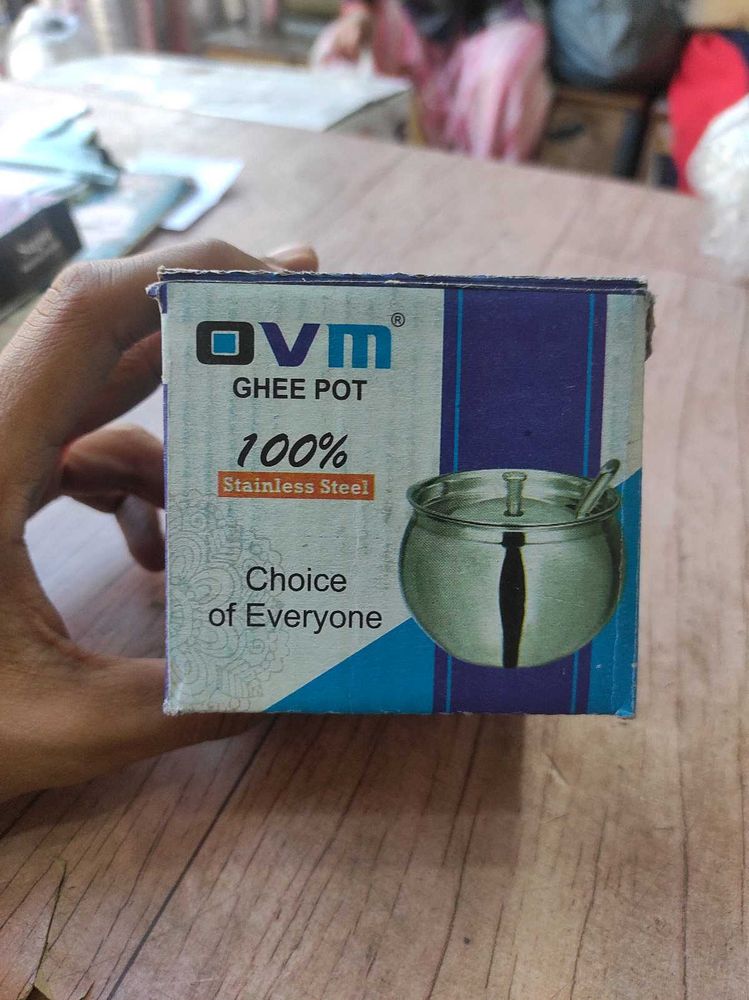 OVM®
GHEE POT
100%
Stainless Steel
Choice
of Everyone